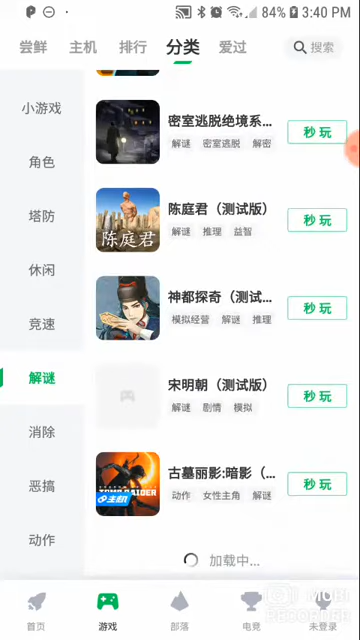 84% 3:40 PM
尝鲜 主机 排行 分类 爱过 搜索
小游戏
角色
塔防
休闲
竞速
解谜
消除
恶搞
动作
密室逃脱绝境系...
解谜 密室逃脱 解密
秒玩
陈庭君
陈庭君（测试版）
解谜 推理 益智
秒玩
神都探奇（测试...
模拟经营 解谜 推理
秒玩
宋明朝（测试版）
解谜 剧情 模拟
秒玩
TOMB RAIDER
主机
古墓丽影:暗影（...
动作 女性主角 解谜
秒玩
加载中...
首页 游戏 部落 电竞 未登录
MOBI
RECORDER